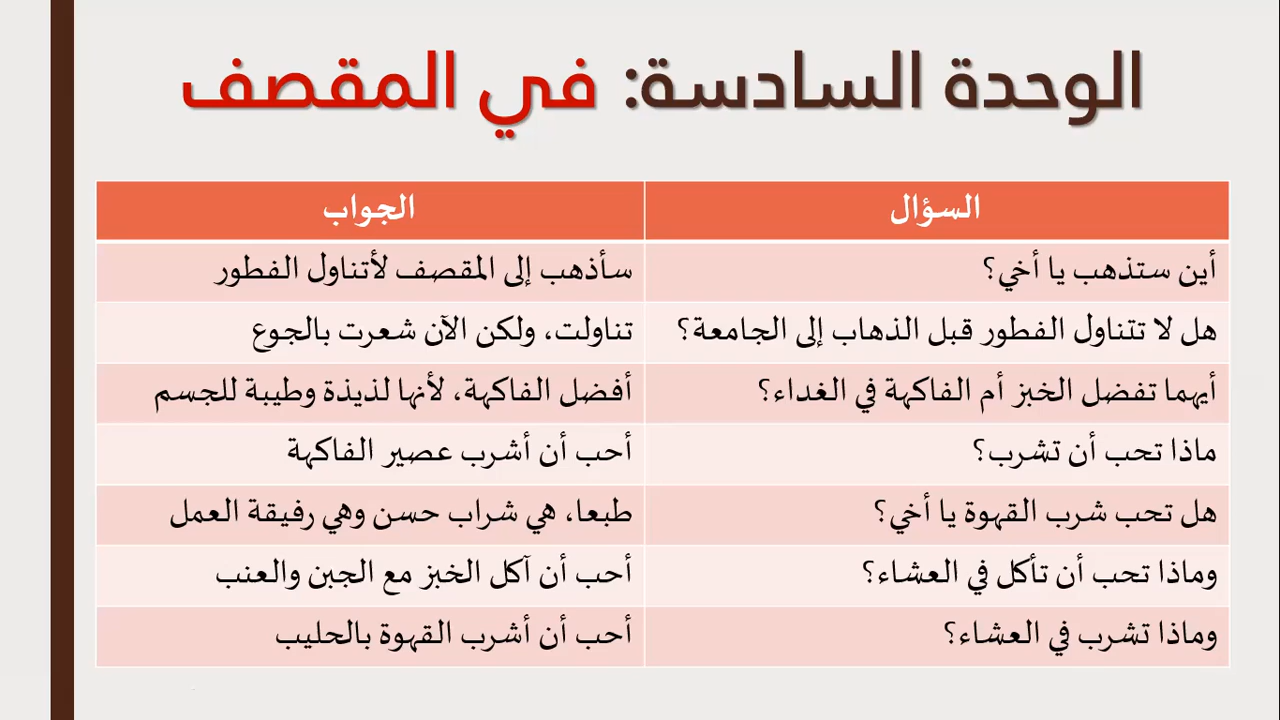 الوحدة السادسة: في المقصف
السؤال الجواب
أين ستذهب يا أخي؟ سأذهب إلى المقصف لأتناول الفطور
هل لا تتناول الفطور قبل الذهاب إلى الجامعة؟ تناولت، ولكن الآن شعرت بالجوع
أيهما تفضل الخبز أم الفاكهة في الغداء؟ أفضل الفاكهة، لأنها لذيذة وطيبة للجسم
ماذا تحب أن تشرب؟ أحب أن أشرب عصير الفاكهة
هل تحب شرب القهوة يا أخي؟ طبعا، هي شراب حسن وهي رفيقة العمل
وماذا تحب أن تأكل في العشاء؟ أحب أن آكل الخبز مع الجبن والعنب
وماذا تشرب في العشاء؟ أحب أن أشرب القهوة بالحليب